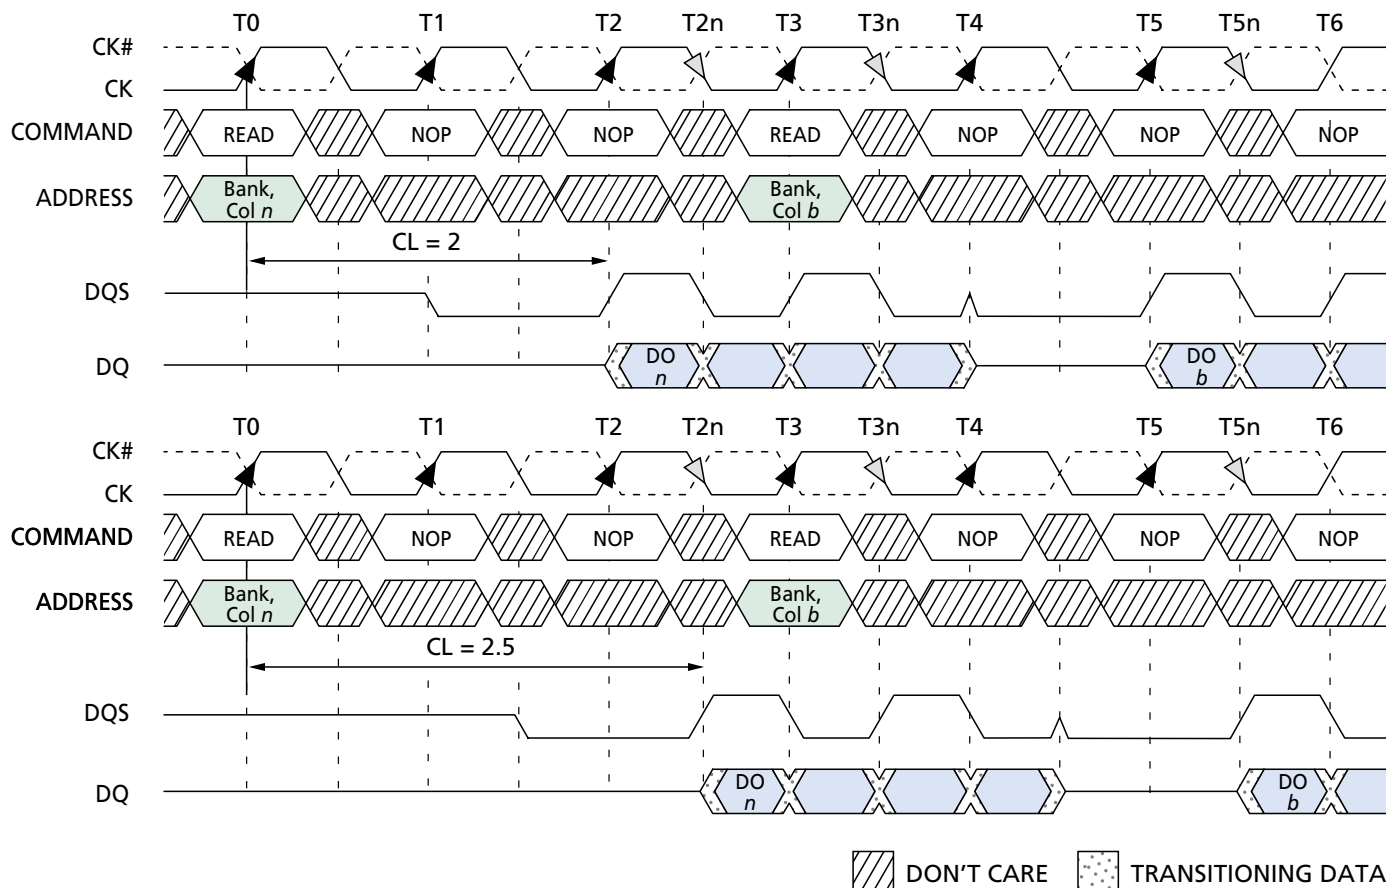 T0 T1 T2 T2n T3 T3n T4 T5 T5n T6
CK#
CK
COMMAND READ NOP NOP READ NOP NOP NOP
ADDRESS Bank, Col n Bank, Col b
CL = 2
DQS
DQ DO n DO b
T0 T1 T2 T2n T3 T3n T4 T5 T5n T6
CK#
CK
COMMAND READ NOP NOP READ NOP NOP NOP
ADDRESS Bank, Col n Bank, Col b
CL = 2.5
DQS
DQ DO n DO b
DON'T CARE TRANSITIONING DATA